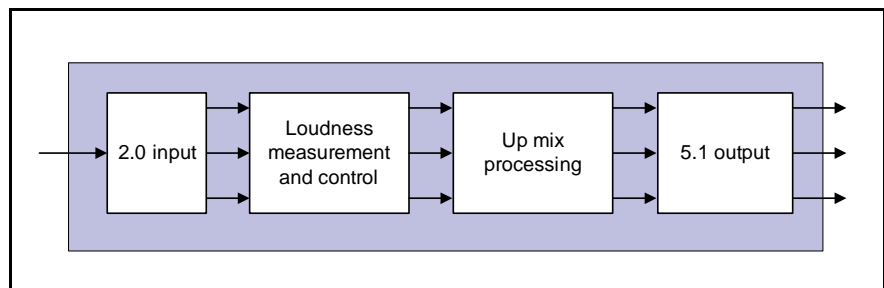 2.0 input
Loudness
measurement
and control
Up mix
processing
5.1 output